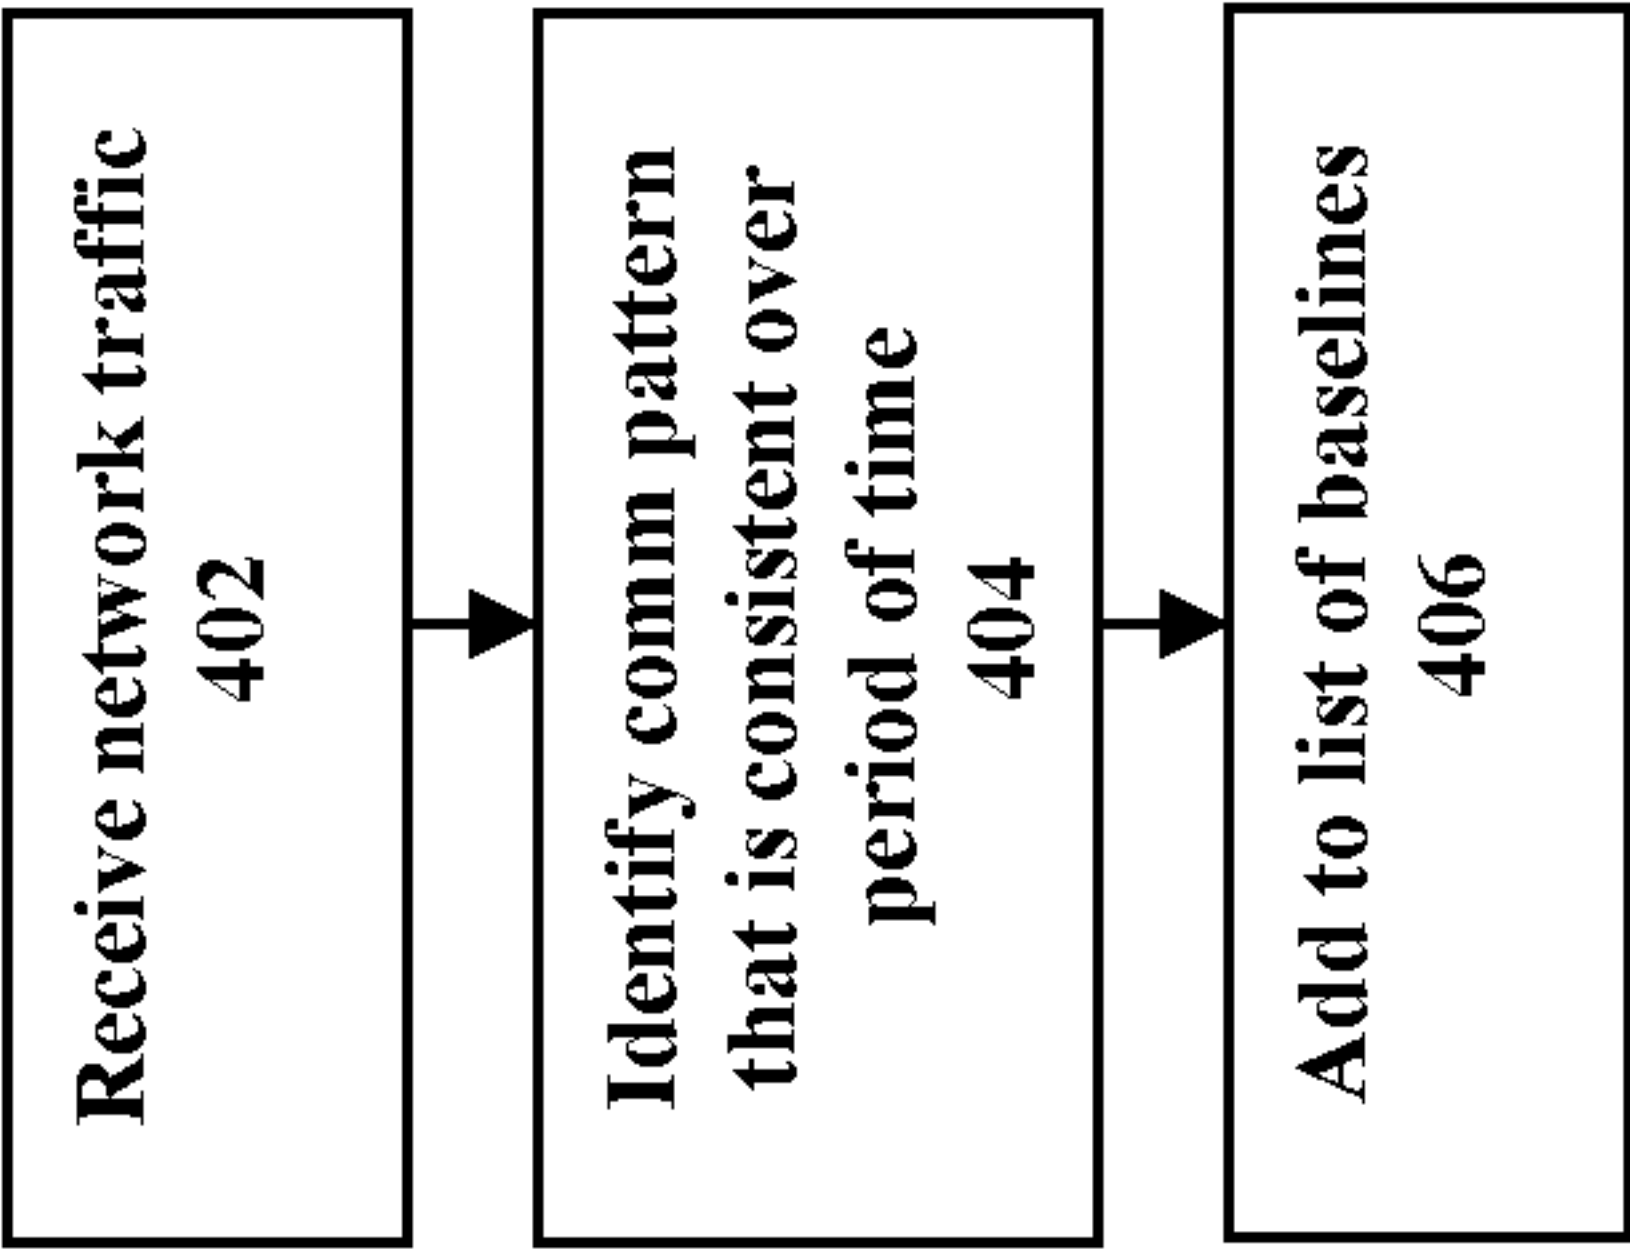 Receive network traffic
402
Identify comm pattern
that is consistent over
period of time
404
Add to list of baselines
406